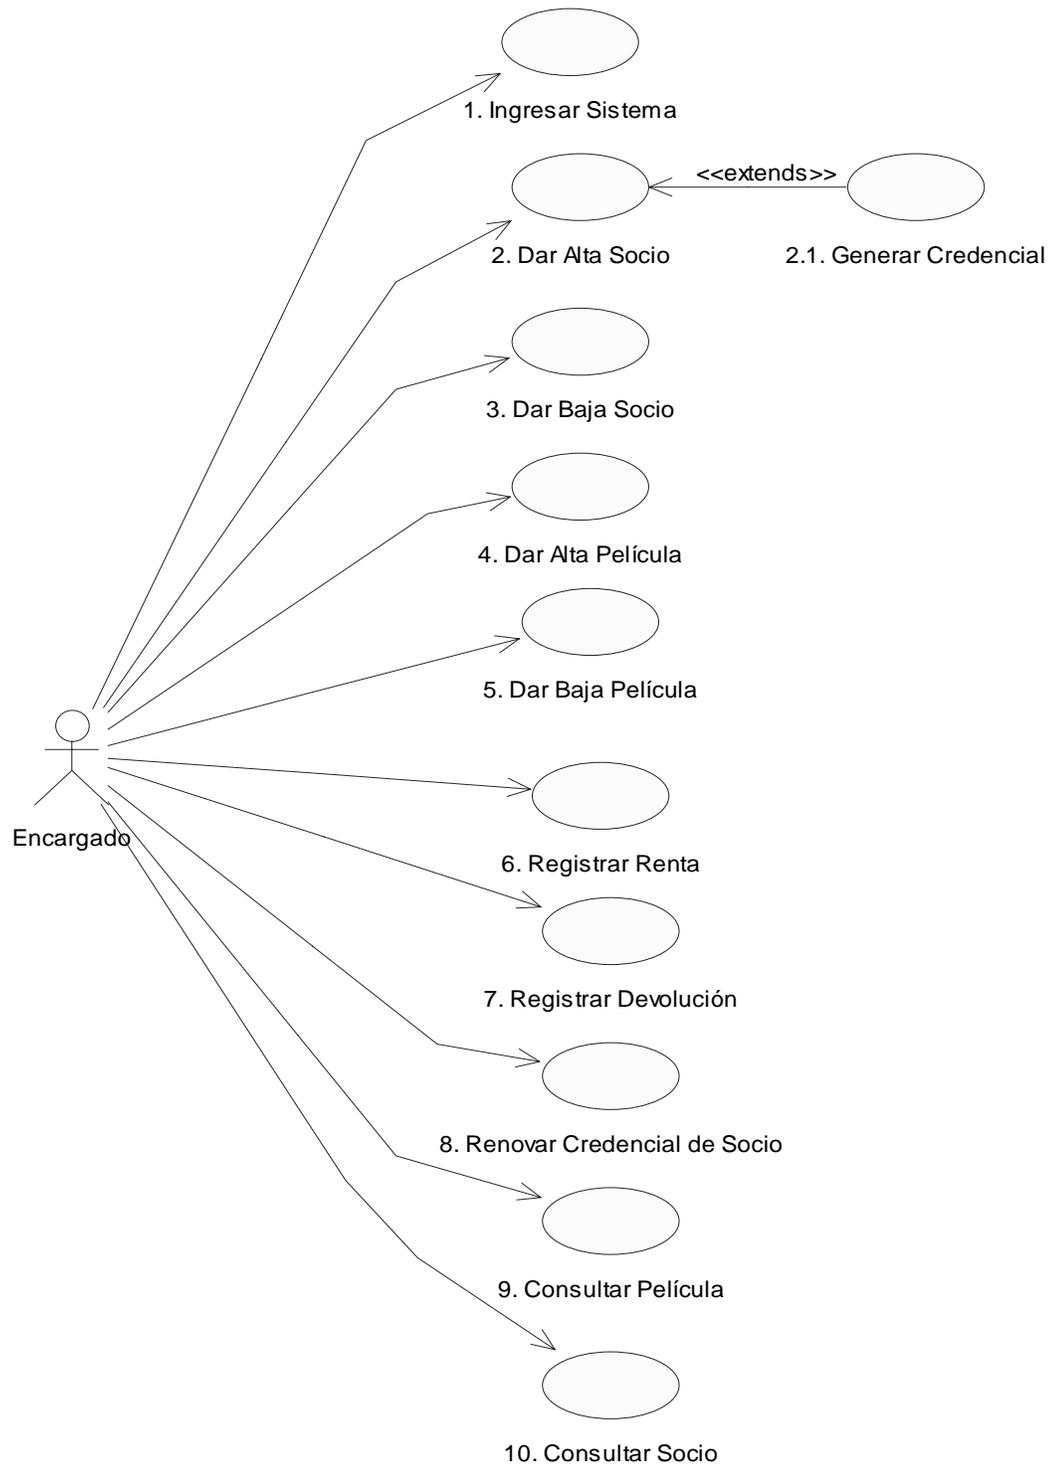 1. Ingresar Sistema
<<extends>>
2. Dar Alta Socio
2.1. Generar Credencial
3. Dar Baja Socio
4. Dar Alta Película
5. Dar Baja Película
Encargado
6. Registrar Renta
7. Registrar Devolución
8. Renovar Credencial de Socio
9. Consultar Película
10. Consultar Socio